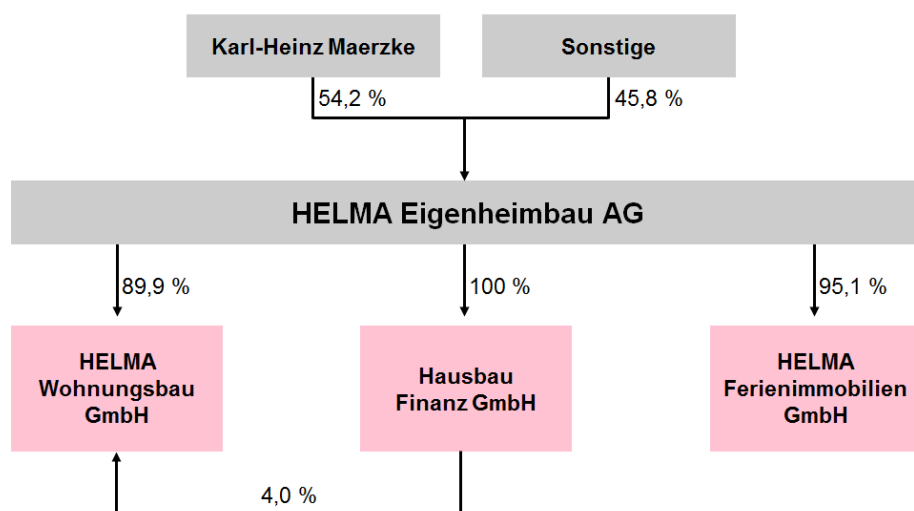 Karl-Heinz Maerzke
Sonstige
54,2 %
45,8 %
HELMA Eigenheimbau AG
89,9 %
100 %
95,1 %
HELMA
Wohnungsbau
GmbH
Hausbau
Finanz GmbH
HELMA
Ferienimmobilien
GmbH
4,0 %